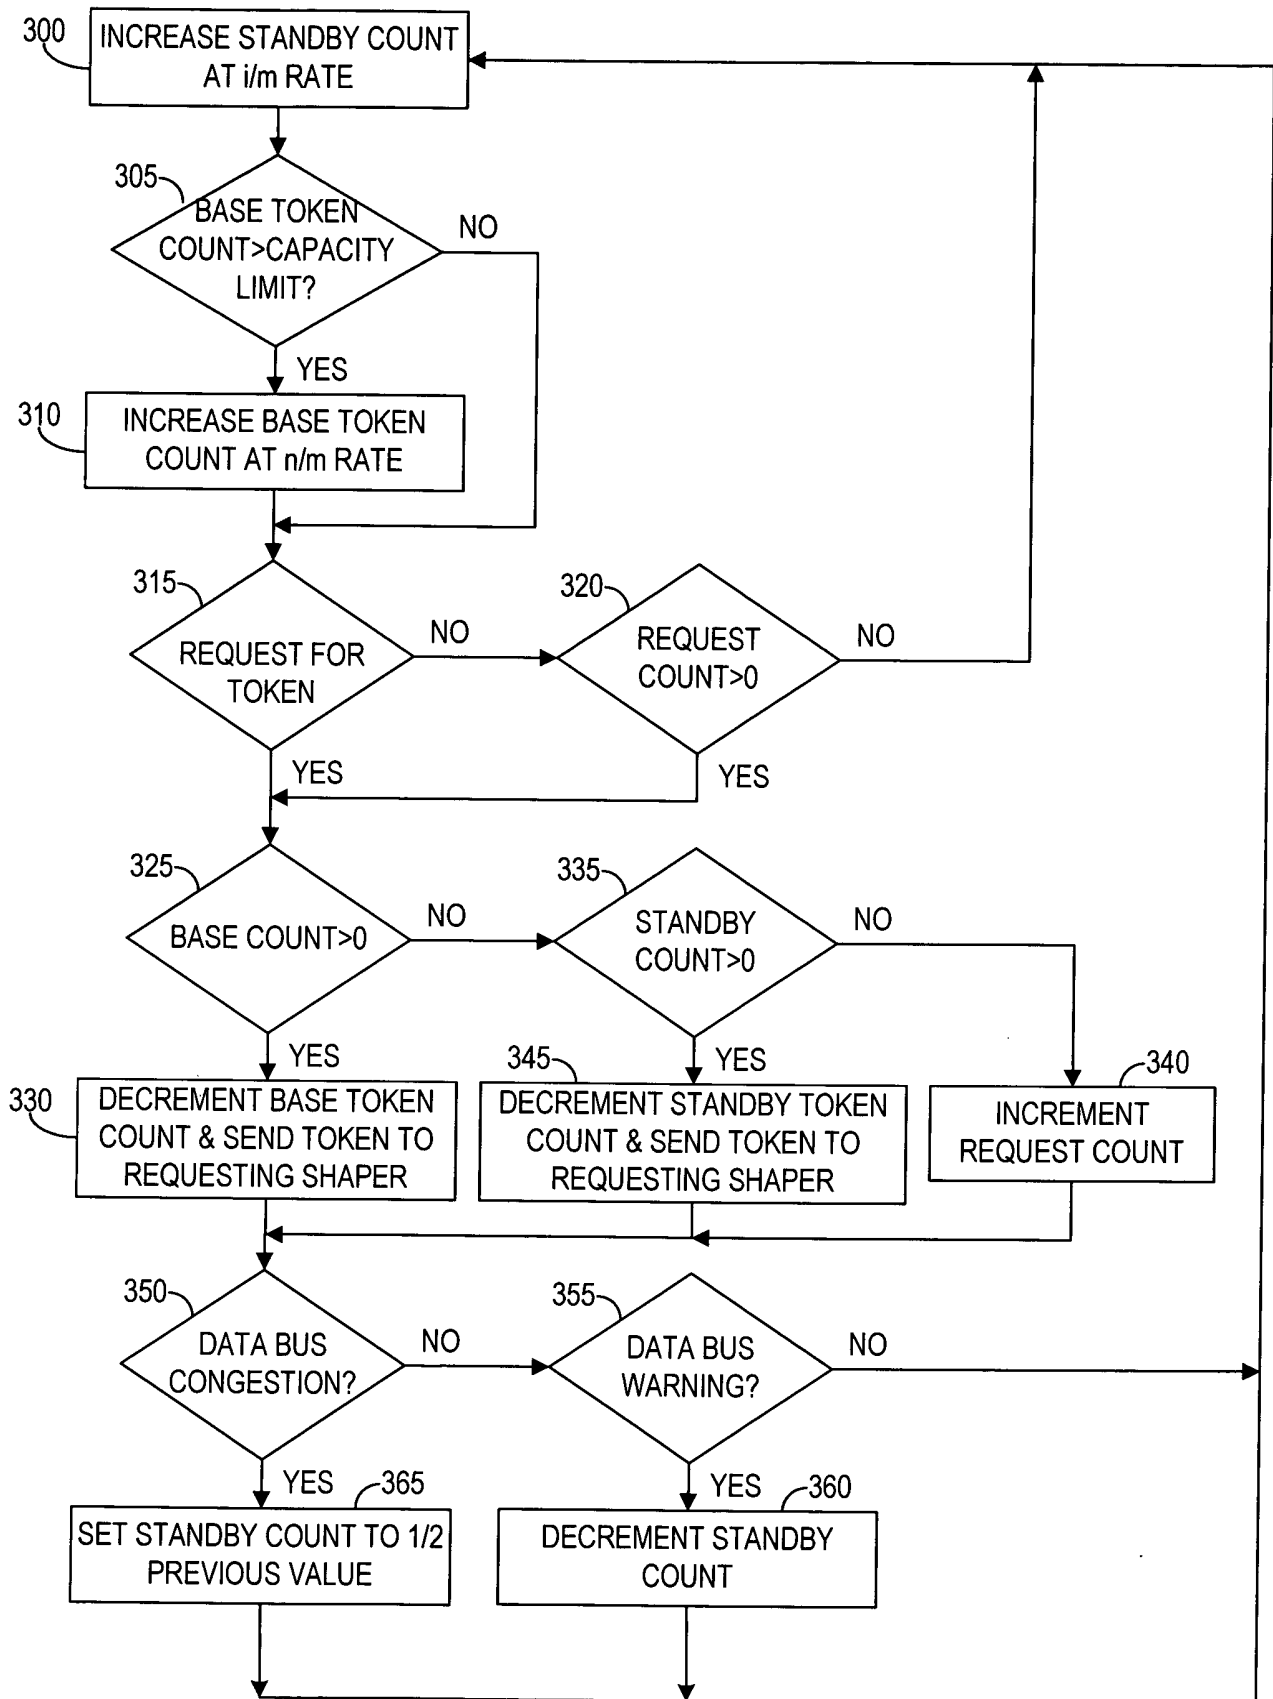 300
INCREASE STANDBY COUNT
AT i/m RATE
305
BASE TOKEN
COUNT>CAPACITY
LIMIT?
NO
YES
310
INCREASE BASE TOKEN
COUNT AT n/m RATE
315
REQUEST FOR
TOKEN
NO
320
REQUEST
COUNT>0
NO
YES
YES
325
BASE COUNT>0
NO
335
STANDBY
COUNT>0
NO
YES
YES
330
DECREMENT BASE TOKEN
COUNT & SEND TOKEN TO
REQUESTING SHAPER
345
DECREMENT STANDBY TOKEN
COUNT & SEND TOKEN TO
REQUESTING SHAPER
340
INCREMENT
REQUEST COUNT
350
DATA BUS
CONGESTION?
NO
355
DATA BUS
WARNING?
NO
YES
YES
365
SET STANDBY COUNT TO 1/2
PREVIOUS VALUE
360
DECREMENT STANDBY
COUNT